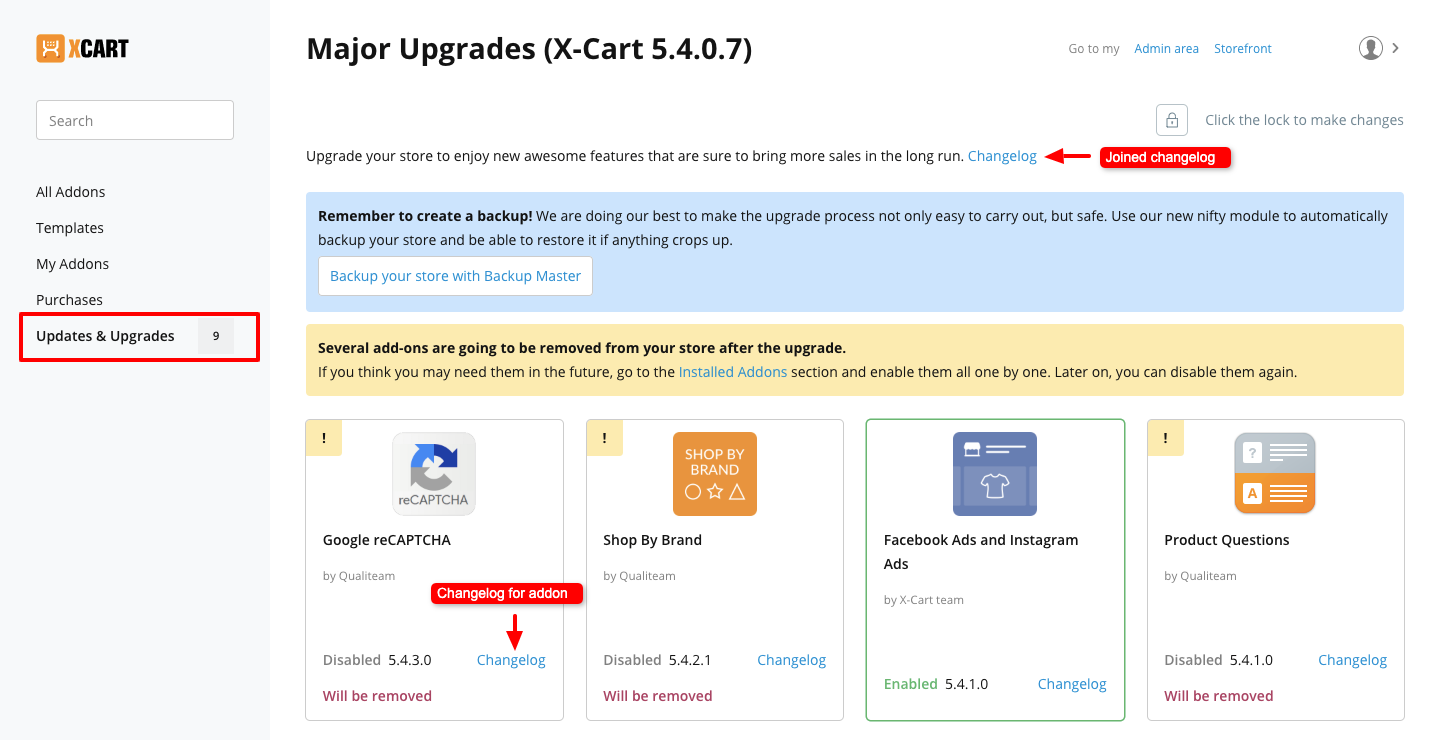 XCART
Major Upgrades (X-Cart 5.4.0.7)
Go to my Admin area Storefront
Search
Click the lock to make changes
Upgrade your store to enjoy new awesome features that are sure to bring more sales in the long run. Changelog
Joined changelog
All Addons
Templates
My Addons
Purchases
Updates & Upgrades 9
Remember to create a backup! We are doing our best to make the upgrade process not only easy to carry out, but safe. Use our new nifty module to automatically
backup your store and be able to restore it if anything crops up.
Backup your store with Backup Master
Several add-ons are going to be removed from your store after the upgrade.
If you think you may need them in the future, go to the Installed Addons section and enable them all one by one. Later on, you can disable them again.
!
reCAPTCHA
Google reCAPTCHA
by Qualiteam
Changelog for addon
Disabled 5.4.3.0 Changelog
Will be removed
!
SHOP BY
BRAND
Shop By Brand
by Qualiteam
Disabled 5.4.2.1 Changelog
Will be removed
Facebook Ads and Instagram
Ads
by X-Cart team
Enabled 5.4.1.0 Changelog
!
?
A
Product Questions
by Qualiteam
Disabled 5.4.1.0 Changelog
Will be removed